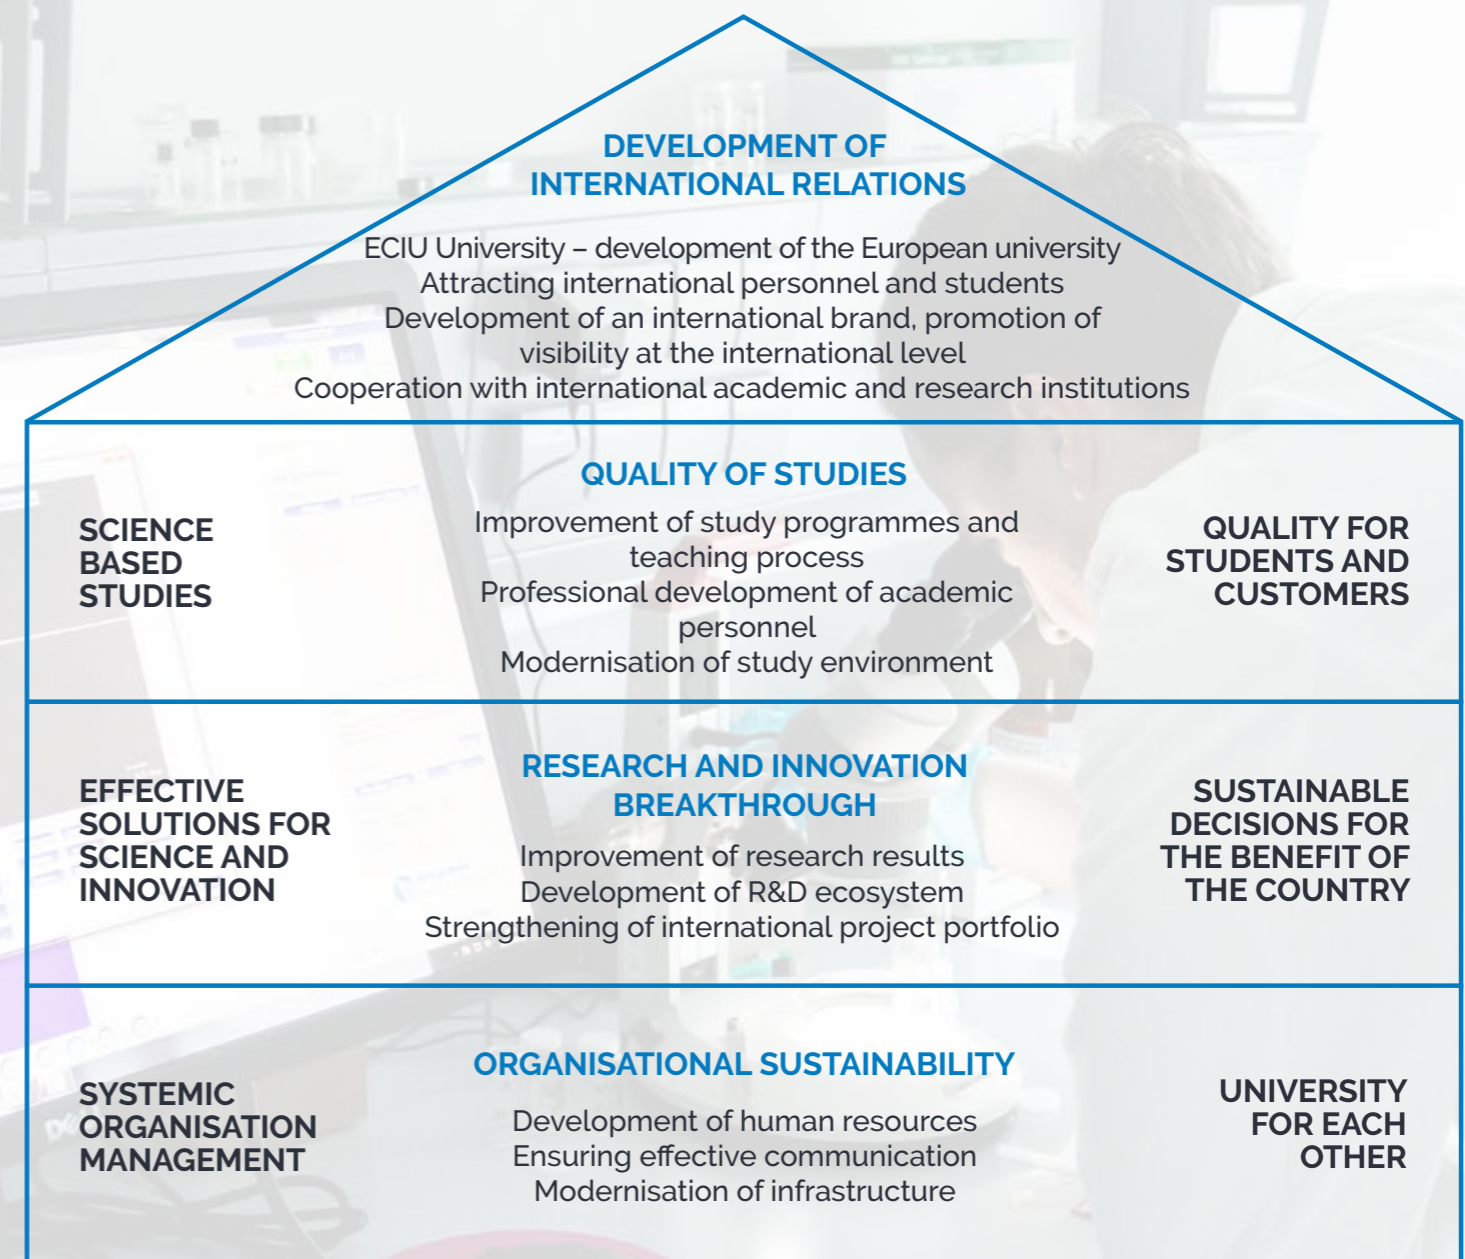 DEVELOPMENT OF
INTERNATIONAL RELATIONS
ECIU University – development of the European university
Attracting international personnel and students
Development of an international brand, promotion of
visibility at the international level
Cooperation with international academic and research institutions
SCIENCE
BASED
STUDIES
QUALITY OF STUDIES
Improvement of study programmes and
teaching process
Professional development of academic
personnel
Modernisation of study environment
QUALITY FOR
STUDENTS AND
CUSTOMERS
EFFECTIVE
SOLUTIONS FOR
SCIENCE AND
INNOVATION
RESEARCH AND INNOVATION
BREAKTHROUGH
Improvement of research results
Development of R&D ecosystem
Strengthening of international project portfolio
SUSTAINABLE
DECISIONS FOR
THE BENEFIT OF
THE COUNTRY
SYSTEMIC
ORGANISATION
MANAGEMENT
ORGANISATIONAL SUSTAINABILITY
Development of human resources
Ensuring effective communication
Modernisation of infrastructure
UNIVERSITY
FOR EACH
OTHER